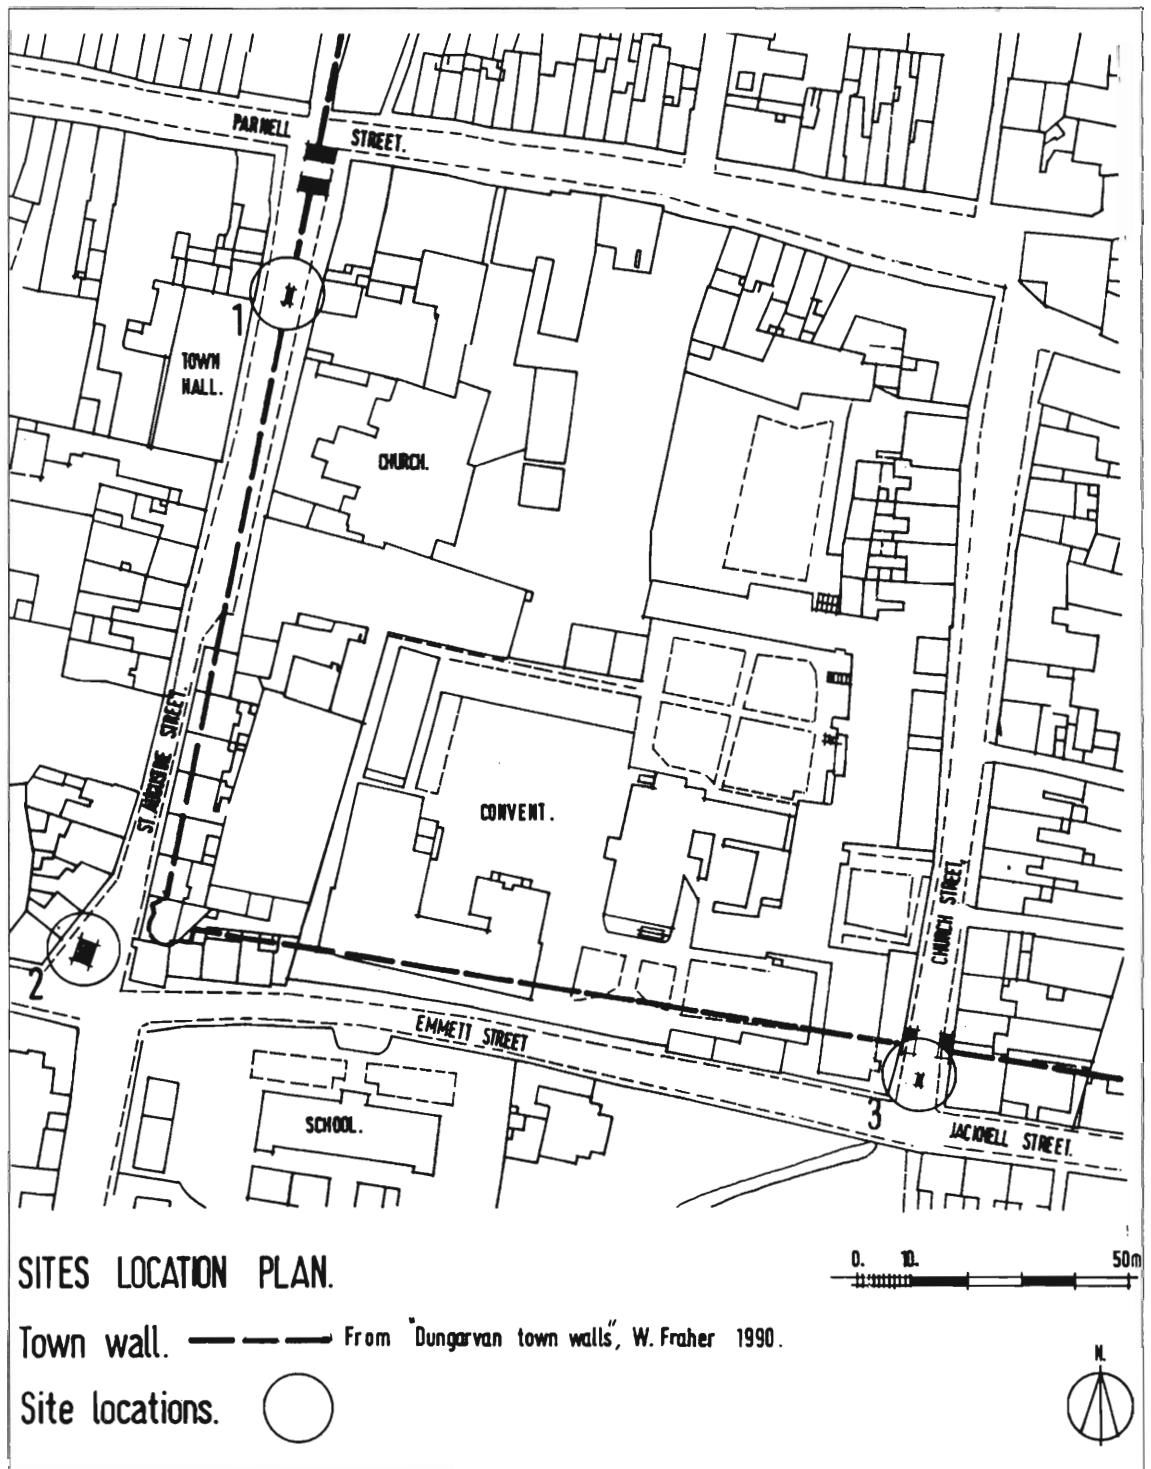 PARNELL STREET.
1
TOWN
HALL.
CHURCH.
ST AUGUSTINE STREET.
CONVENT.
CHURCH STREET.
2
EMMETT STREET
3
SCHOOL.
JACKNELL STREET.
SITES LOCATION PLAN.
0. 10. 50m
Town wall. From "Dungarvan town walls", W. Fraher 1990.
N.
Site locations.